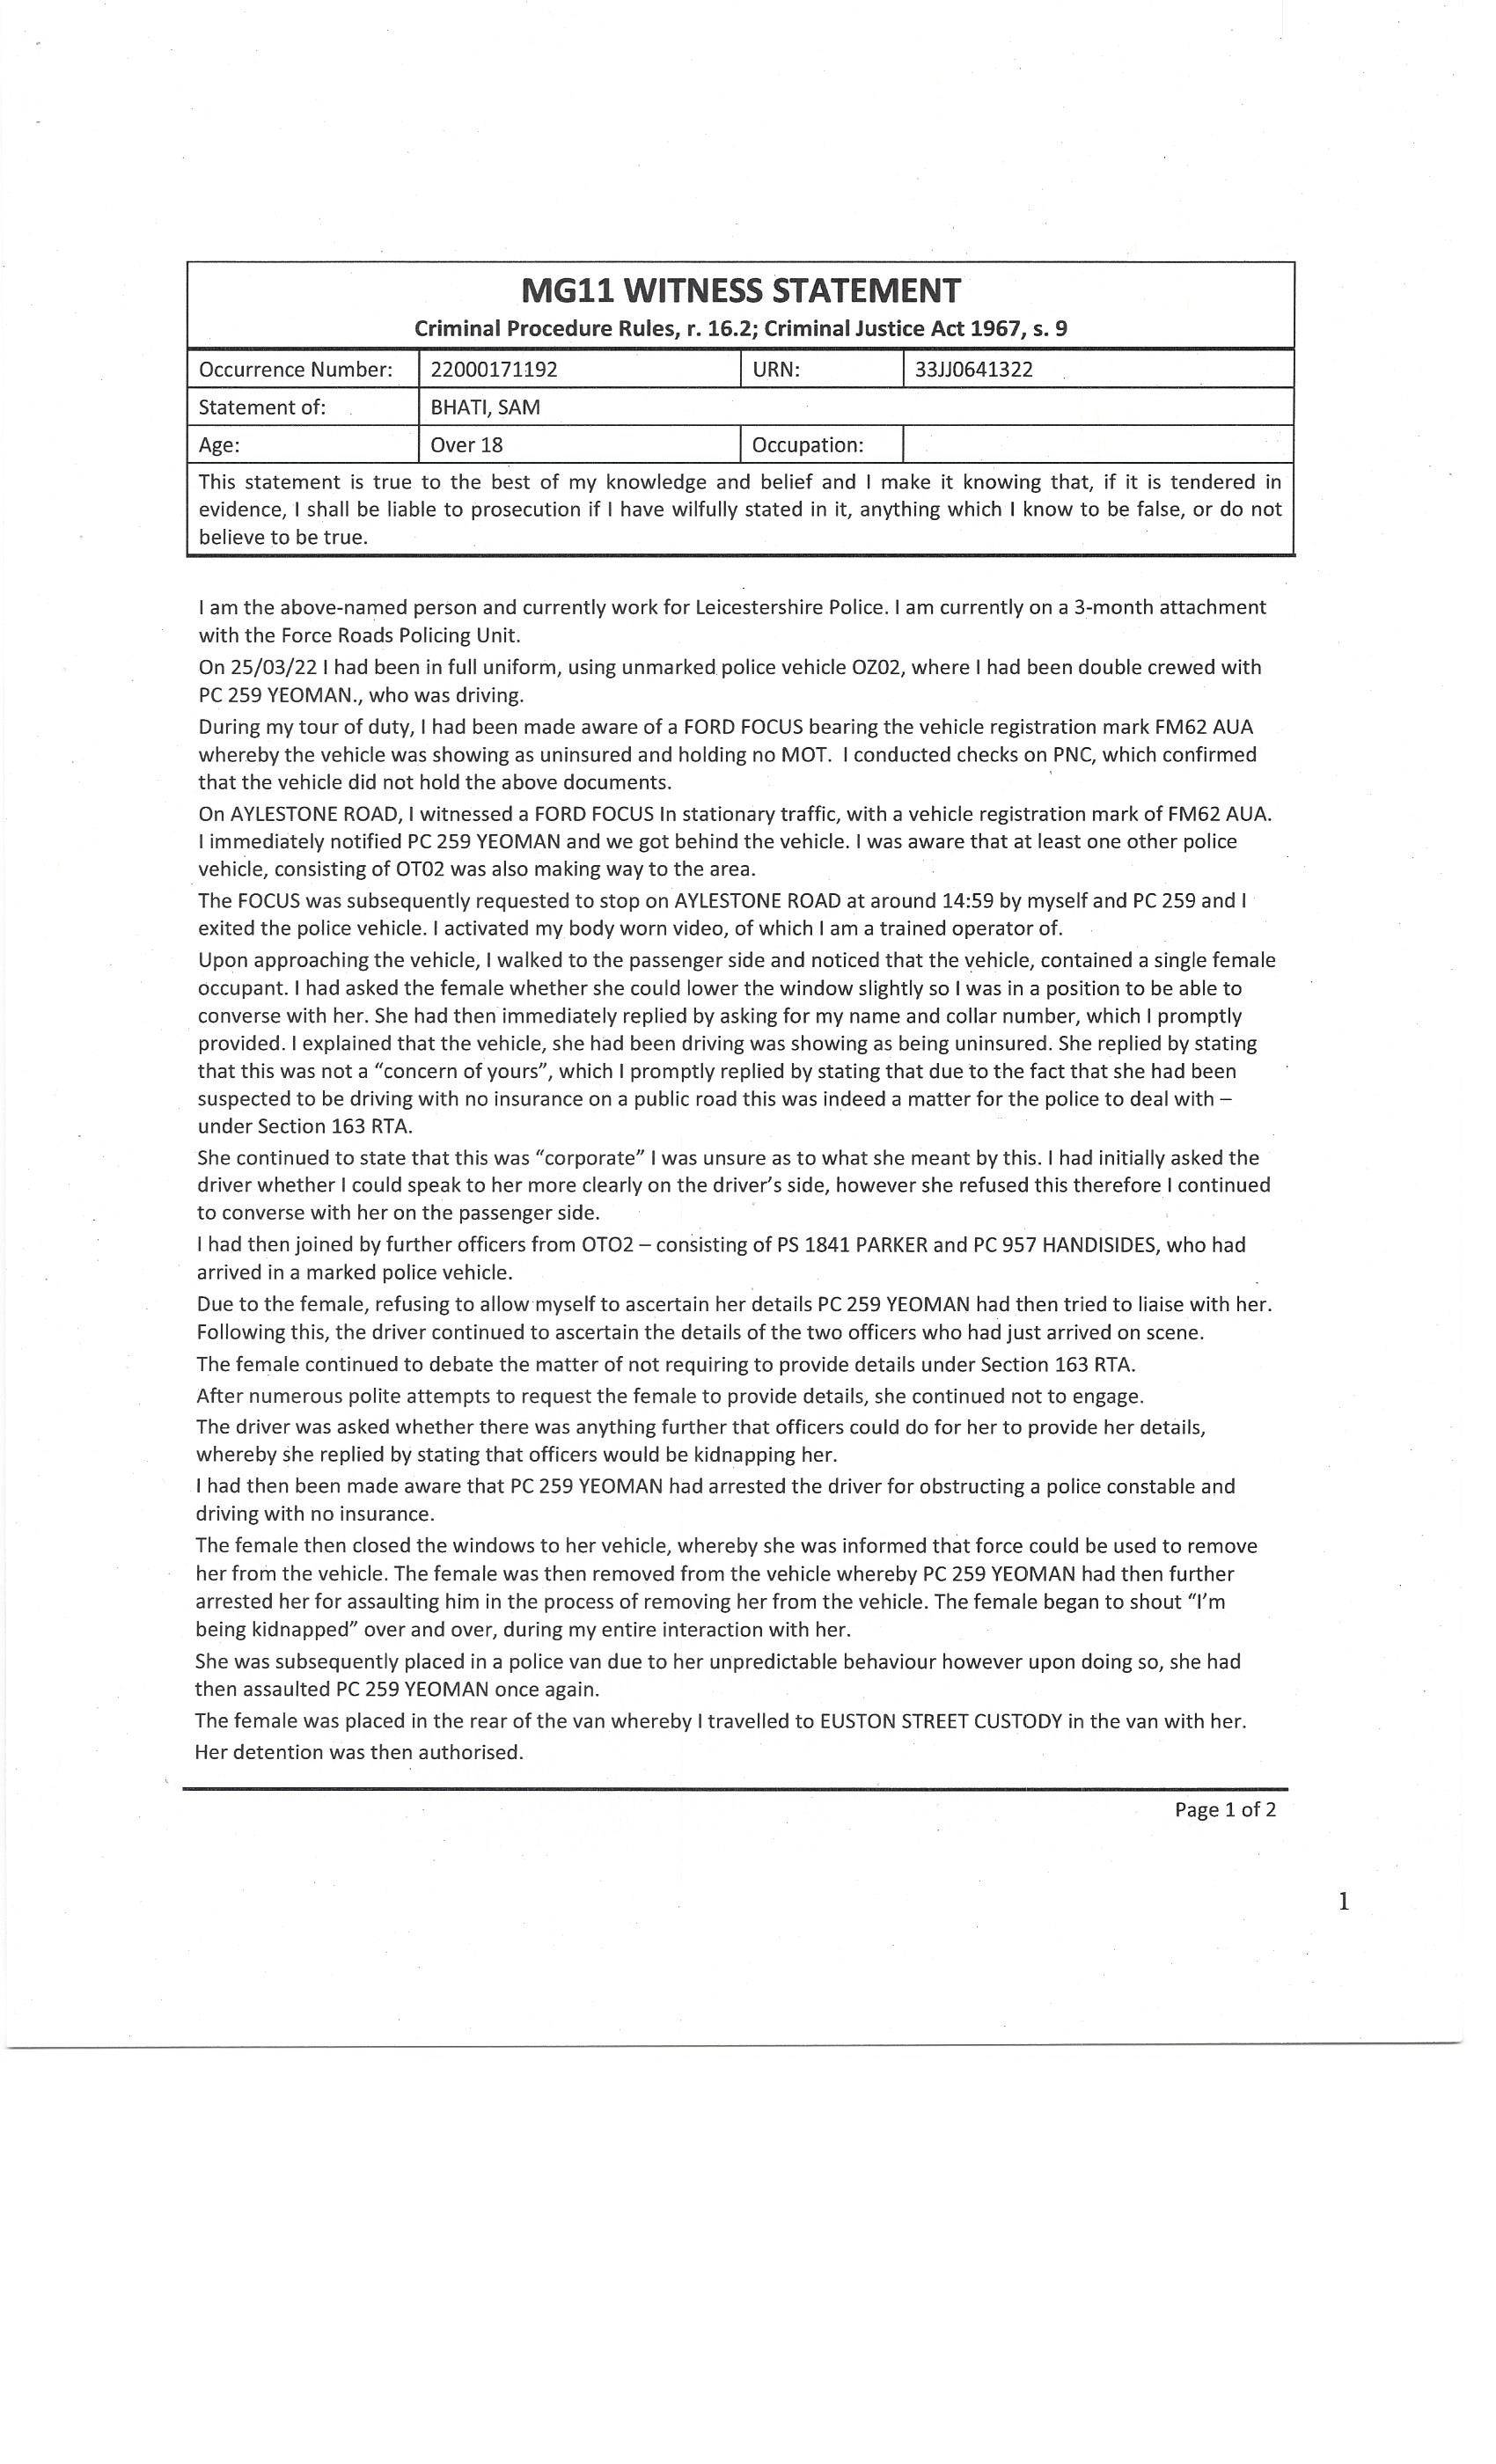 MG11 WITNESS STATEMENT
Criminal Procedure Rules, r. 16.2; Criminal Justice Act 1967, s. 9
Occurrence Number: 22000171192 URN: 33JJ0641322
Statement of: BHATI, SAM
Age: Over 18 Occupation:
This statement is true to the best of my knowledge and belief and I make it knowing that, if it is tendered in
evidence, I shall be liable to prosecution if I have wilfully stated in it, anything which I know to be false, or do not
believe to be true.
I am the above-named person and currently work for Leicestershire Police. I am currently on a 3-month attachment
with the Force Roads Policing Unit.
On 25/03/22 I had been in full uniform, using unmarked police vehicle OZ02, where I had been double crewed with
PC 259 YEOMAN., who was driving.
During my tour of duty, I had been made aware of a FORD FOCUS bearing the vehicle registration mark FM62 AUA
whereby the vehicle was showing as uninsured and holding no MOT. I conducted checks on PNC, which confirmed
that the vehicle did not hold the above documents.
On AYLESTONE ROAD, I witnessed a FORD FOCUS In stationary traffic, with a vehicle registration mark of FM62 AUA.
I immediately notified PC 259 YEOMAN and we got behind the vehicle. I was aware that at least one other police
vehicle, consisting of OT02 was also making way to the area.
The FOCUS was subsequently requested to stop on AYLESTONE ROAD at around 14:59 by myself and PC 259 and I
exited the police vehicle. I activated my body worn video, of which I am a trained operator of.
Upon approaching the vehicle, I walked to the passenger side and noticed that the vehicle, contained a single female
occupant. I had asked the female whether she could lower the window slightly so I was in a position to be able to
converse with her. She had then immediately replied by asking for my name and collar number, which I promptly
provided. I explained that the vehicle, she had been driving was showing as being uninsured. She replied by stating
that this was not a “concern of yours”, which I promptly replied by stating that due to the fact that she had been
suspected to be driving with no insurance on a public road this was indeed a matter for the police to deal with –
under Section 163 RTA.
She continued to state that this was “corporate” I was unsure as to what she meant by this. I had initially asked the
driver whether I could speak to her more clearly on the driver’s side, however she refused this therefore I continued
to converse with her on the passenger side.
I had then joined by further officers from OTO2 – consisting of PS 1841 PARKER and PC 957 HANDISIDES, who had
arrived in a marked police vehicle.
Due to the female, refusing to allow myself to ascertain her details PC 259 YEOMAN had then tried to liaise with her.
Following this, the driver continued to ascertain the details of the two officers who had just arrived on scene.
The female continued to debate the matter of not requiring to provide details under Section 163 RTA.
After numerous polite attempts to request the female to provide details, she continued not to engage.
The driver was asked whether there was anything further that officers could do for her to provide her details,
whereby she replied by stating that officers would be kidnapping her.
I had then been made aware that PC 259 YEOMAN had arrested the driver for obstructing a police constable and
driving with no insurance.
The female then closed the windows to her vehicle, whereby she was informed that force could be used to remove
her from the vehicle. The female was then removed from the vehicle whereby PC 259 YEOMAN had then further
arrested her for assaulting him in the process of removing her from the vehicle. The female began to shout “I’m
being kidnapped” over and over, during my entire interaction with her.
She was subsequently placed in a police van due to her unpredictable behaviour however upon doing so, she had
then assaulted PC 259 YEOMAN once again.
The female was placed in the rear of the van whereby I travelled to EUSTON STREET CUSTODY in the van with her.
Her detention was then authorised.
Page 1 of 2
1